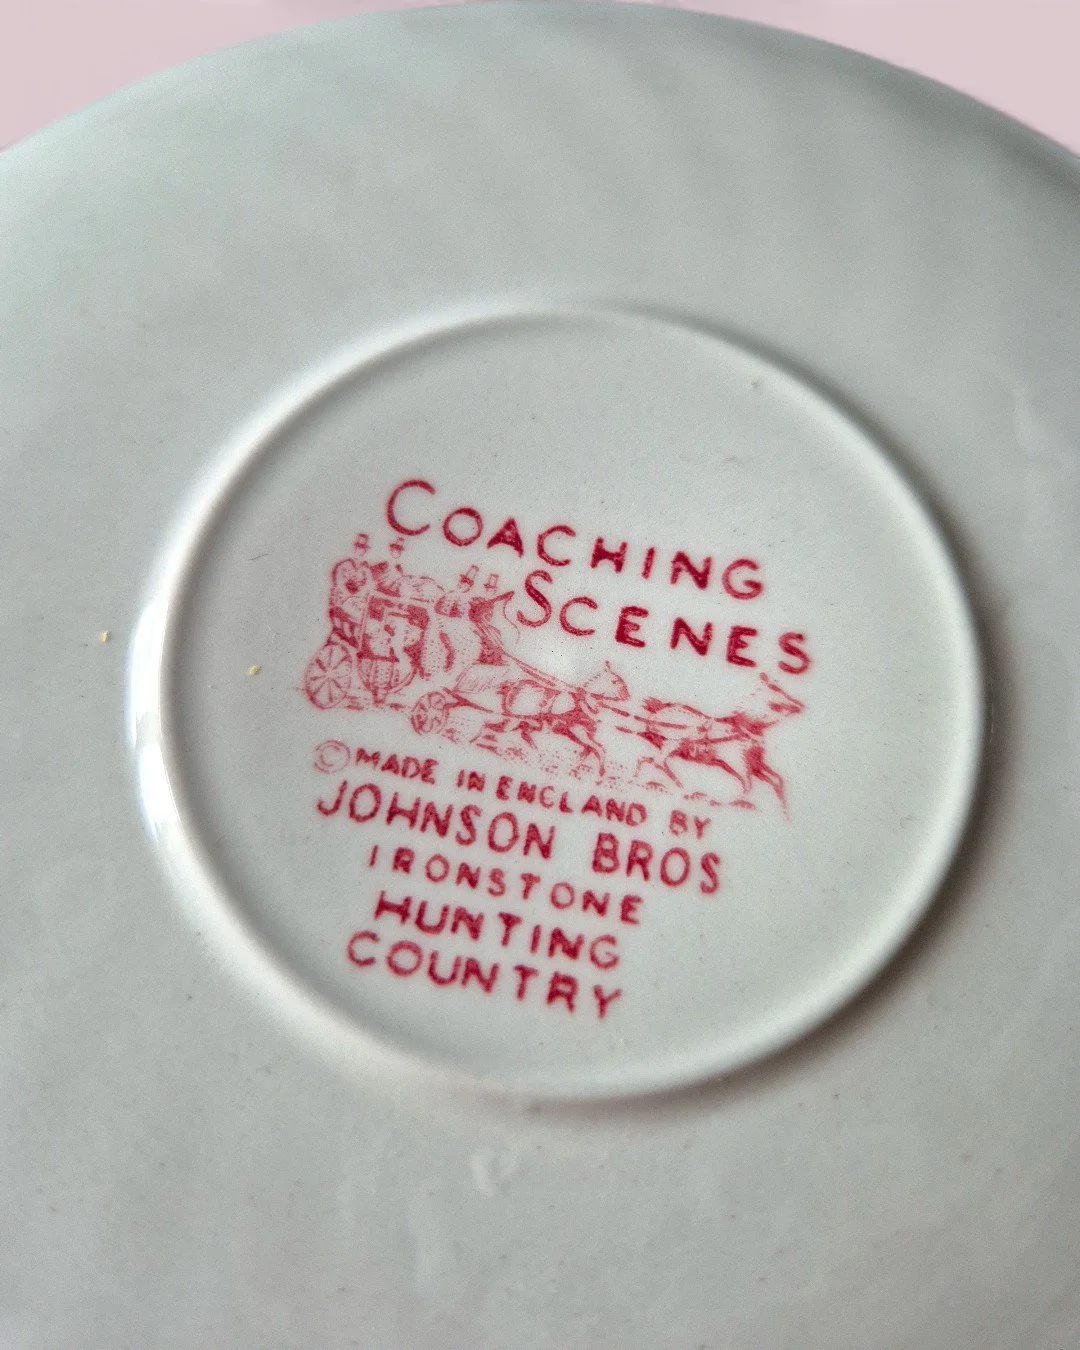 COACHING
SCENES
©MADE IN ENGLAND BY
JOHNSON BROS
IRONSTONE
HUNTING
COUNTRY